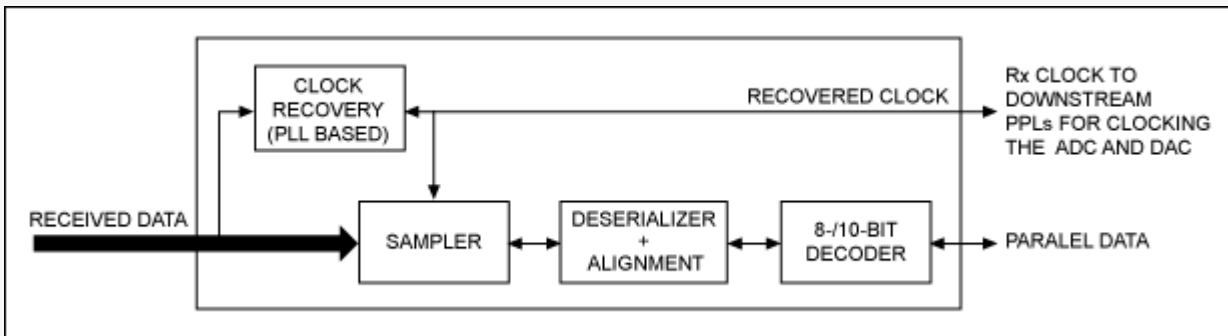 CLOCK
RECOVERY
(PLL BASED)
RECOVERED CLOCK
Rx CLOCK TO
DOWNSTREAM
PPLs FOR CLOCKING
THE ADC AND DAC
RECEIVED DATA
SAMPLER
DESERIALIZER
+
ALIGNMENT
8-/10-BIT
DECODER
PARALEL DATA